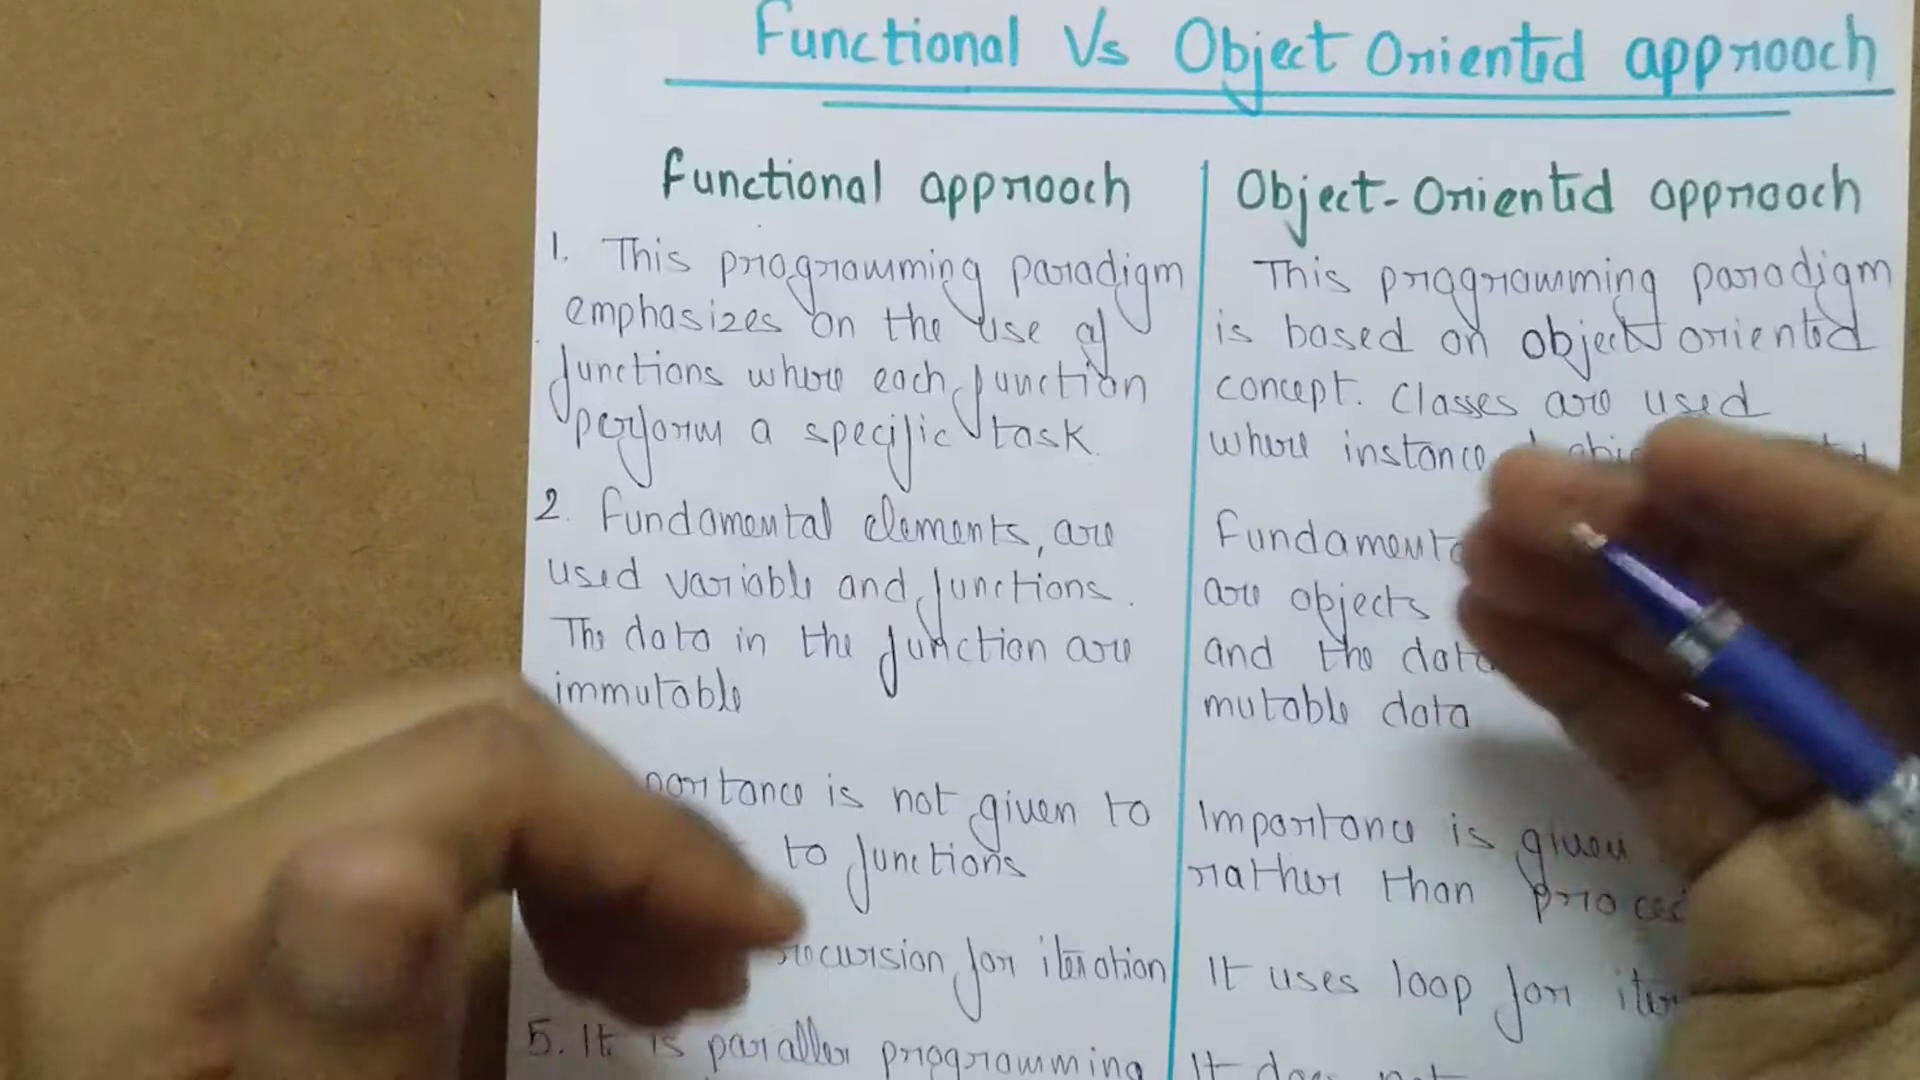 Functional Vs Object Oriented approach
Functional approach
1. This programming paradigm
emphasizes on the use of
functions where each function
perform a specific task.
2. Fundamental elements, are
used variable and functions.
The data in the function are
immutable
is not given to
to functions
recursion for iteration
5. It is paraller programming
Object-Oriented approach
This programming paradigm
is based on object oriented
concept. Classes are used
where instance
are objects
and the data
mutable data
Importance is given
rather than
It uses loop for
It does not